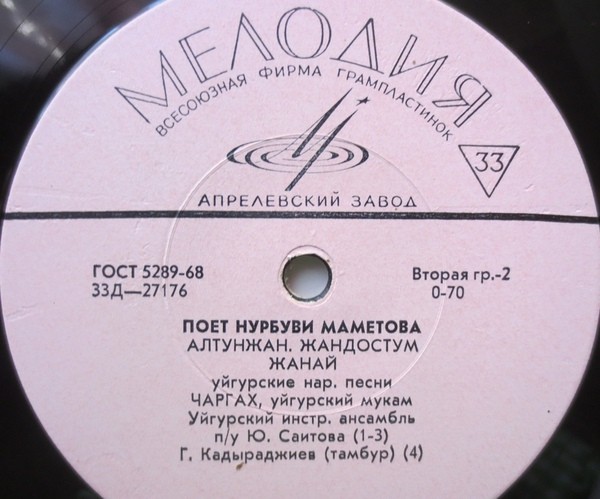 МЕЛОДИЯ
ВСЕСОЮЗНАЯ ФИРМА ГРАМПЛАСТИНОК
33
АПРЕЛЕВСКИЙ ЗАВОД
ГОСТ 5289-68
33Д—27176
Вторая гр.-2
0-70
ПОЕТ НУРБУВИ МАМЕТОВА
АЛТУНЖАН. ЖАНДОСТУМ
ЖАНАЙ
уйгурские нар. песни
ЧАРГАХ, уйгурский мукам
Уйгурский инстр. ансамбль
п/у Ю. Саитова (1-3)
Г. Кадыраджиев (тамбур) (4)